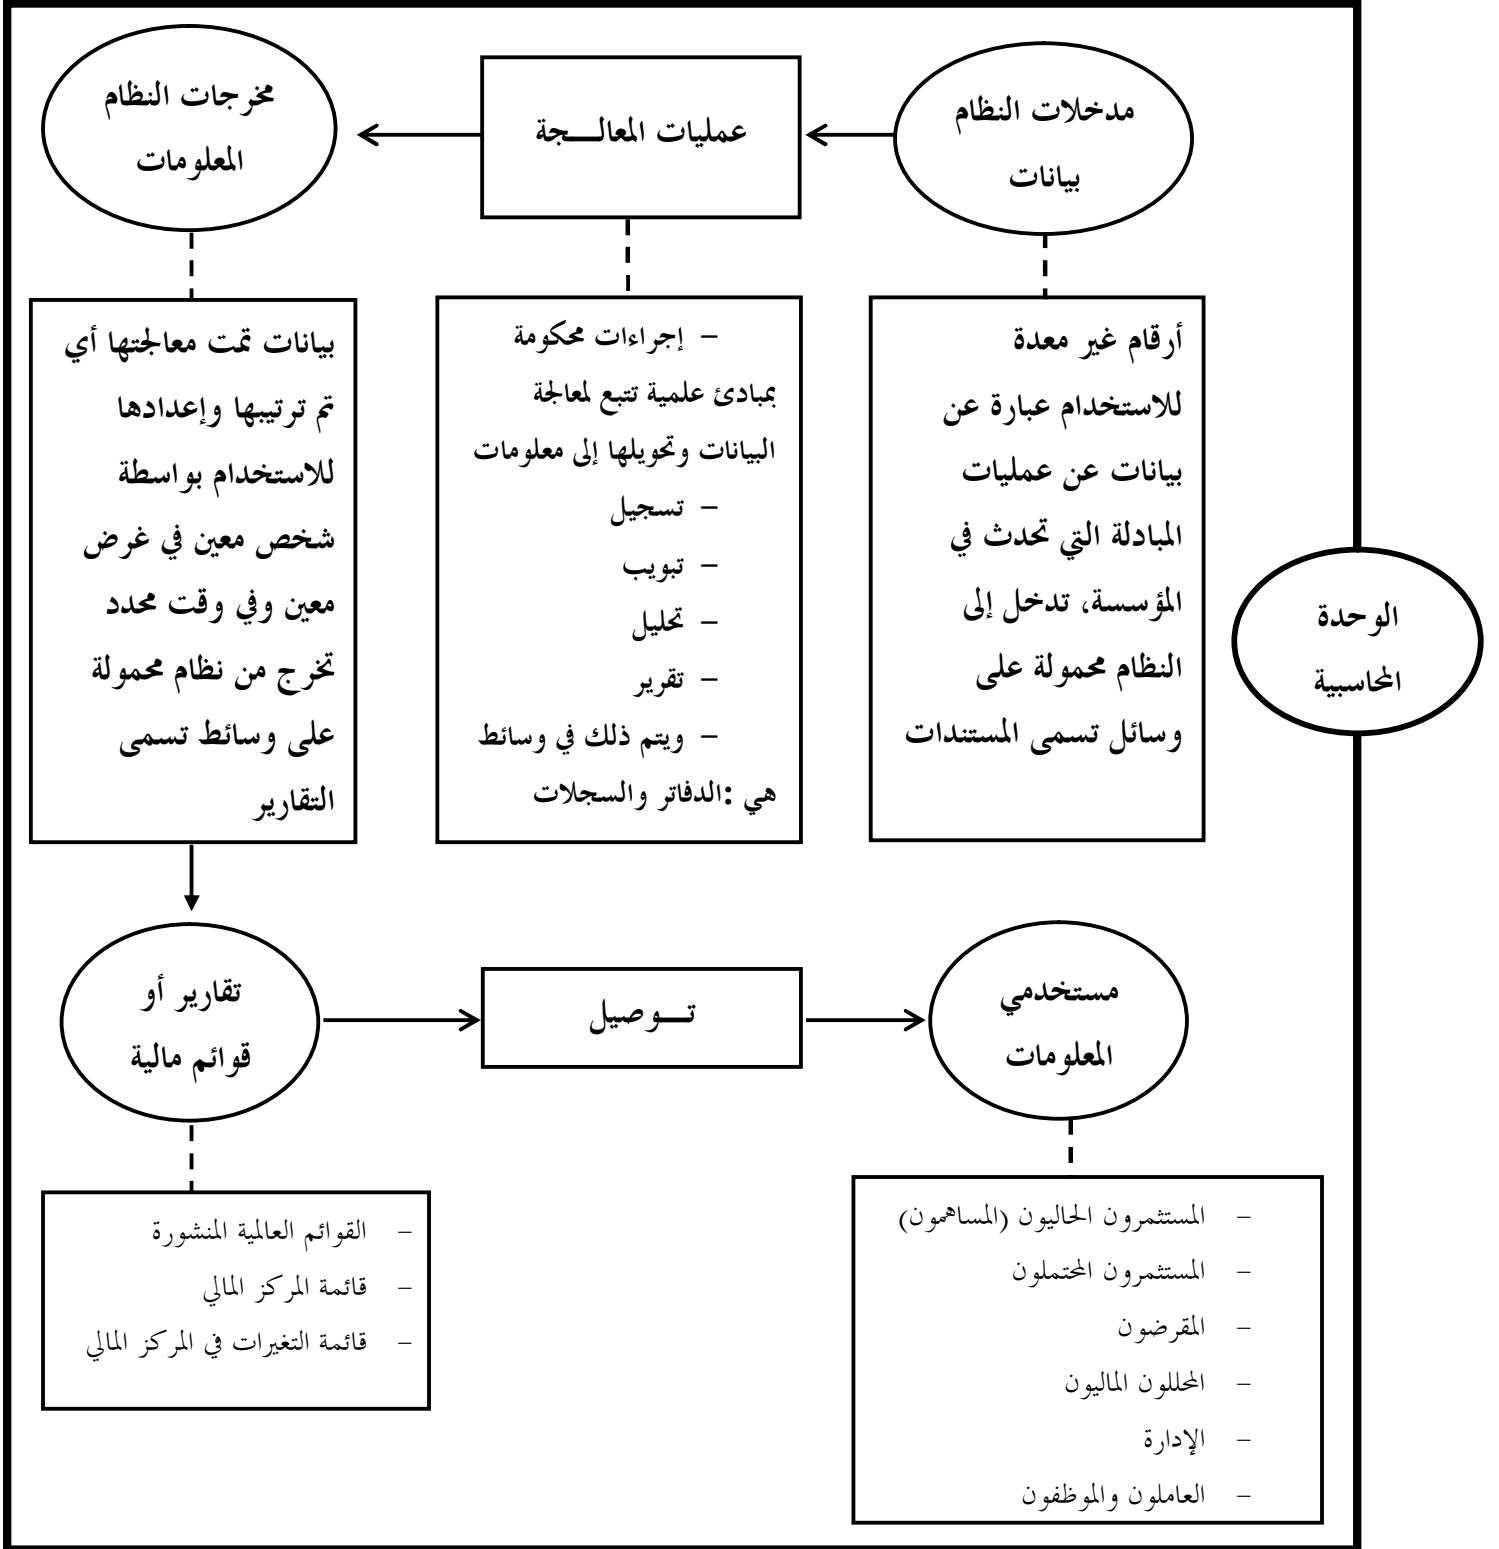 مدخلات النظام
بيانات
عمليات المعالـــجة
مخرجات النظام
المعلومات
أرقام غير معدة
للاستخدام عبارة عن
بيانات عن عمليات
المبادلة التي تحدث في
المؤسسة، تدخل إلى
النظام محمولة على
وسائل تسمى المستندات
– إجراءات محكومة
بمبادئ علمية تتبع لمعالجة
البيانات وتحويلها إلى معلومات
– تسجيل
– تبويب
– تحليل
– تقرير
– ويتم ذلك في وسائط
هي :الدفاتر والسجلات
بيانات تمت معالجتها أي
تم ترتيبها وإعدادها
للاستخدام بواسطة
شخص معين في غرض
معين وفي وقت محدد
تخرج من نظام محمولة
على وسائط تسمى
التقارير
الوحدة
المحاسبية
تقارير أو
قوائم مالية
تـــوصيل
مستخدمي
المعلومات
– القوائم العالمية المنشورة
– قائمة المركز المالي
– قائمة التغيرات في المركز المالي
– المستثمرون الحاليون (المساهمون)
– المستثمرون المحتملون
– المقرضون
– المحللون الماليون
– الإدارة
– العاملون والموظفون